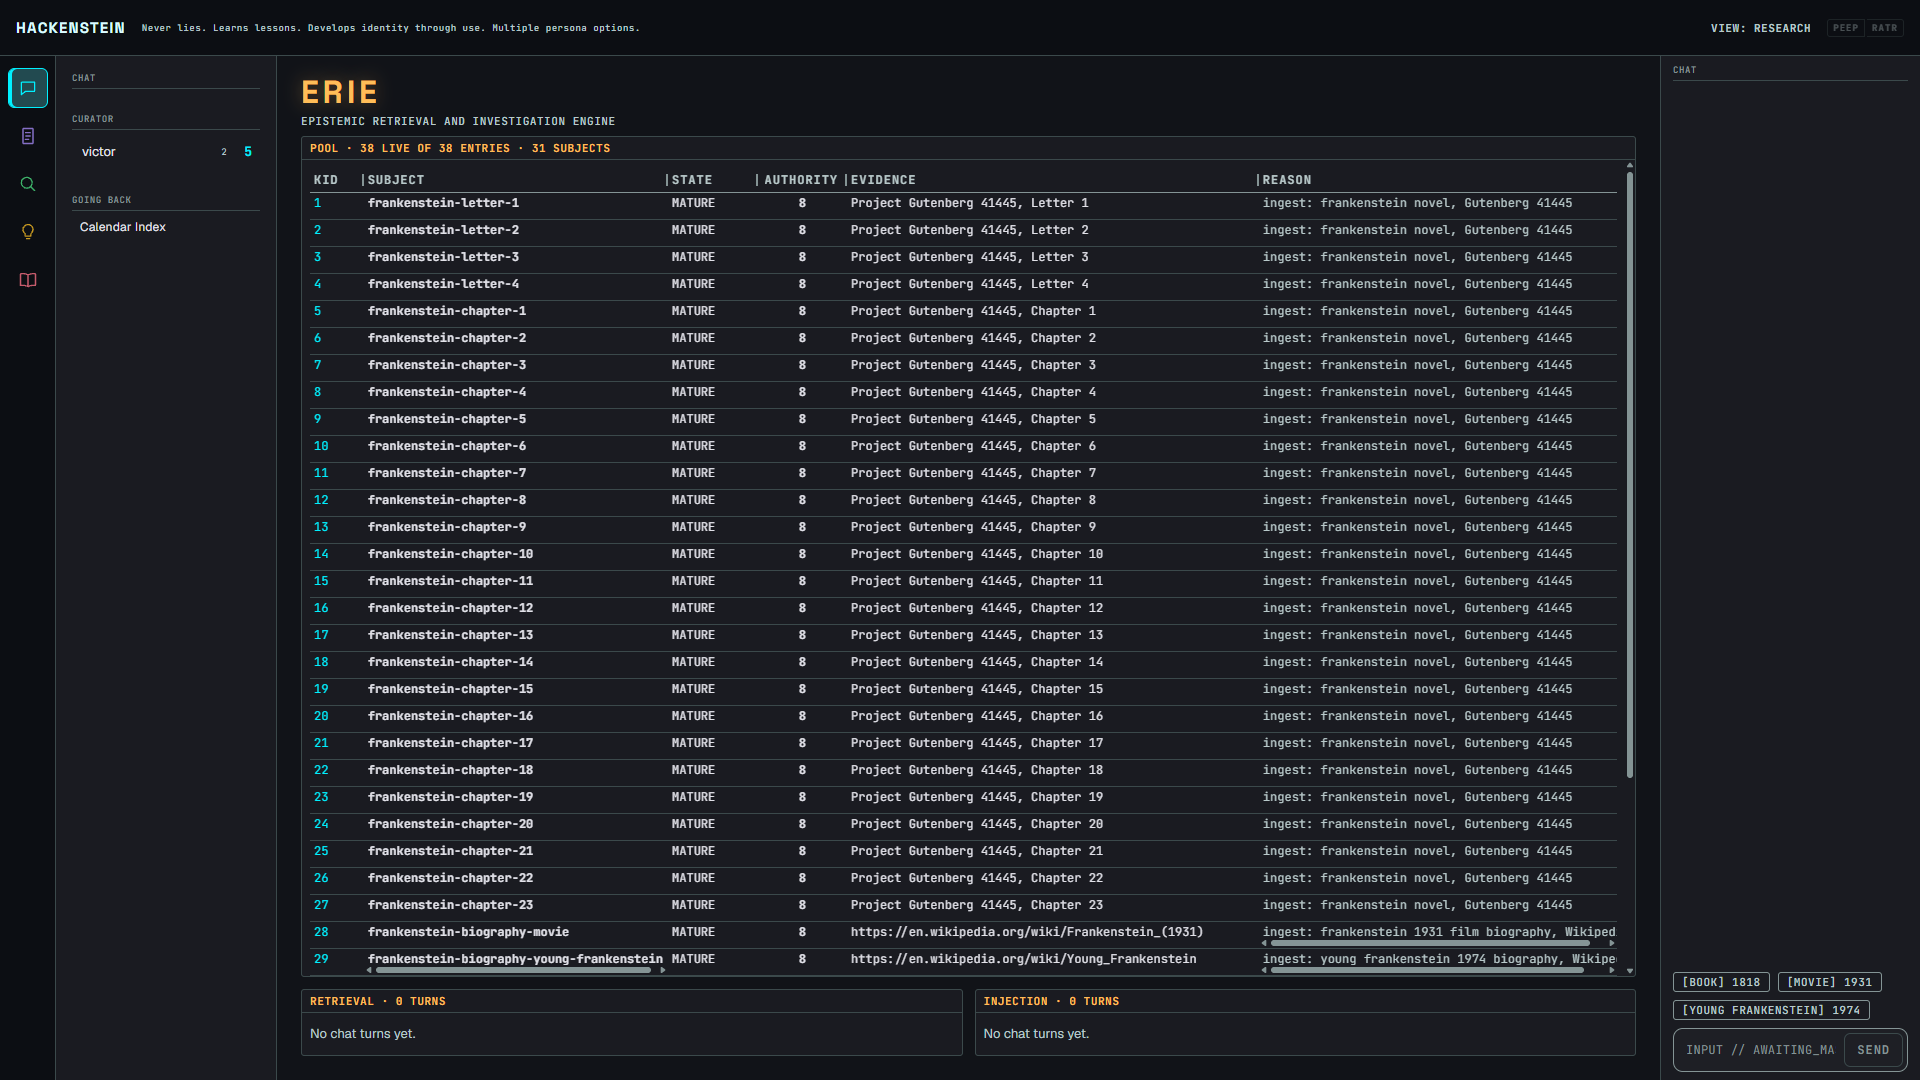 HACKENSTEIN Never lies. Learns lessons. Develops identity through use. Multiple persona options. VIEW: RESEARCH PEEP RATR
CHAT
CURATOR
victor 2 5
GOING BACK
Calendar Index
ERIE
EPISTEMIC RETRIEVAL AND INVESTIGATION ENGINE
POOL · 38 LIVE OF 38 ENTRIES · 31 SUBJECTS
KID |SUBJECT |STATE |AUTHORITY |EVIDENCE |REASON
1 frankenstein-letter-1 MATURE 8 Project Gutenberg 41445, Letter 1 ingest: frankenstein novel, Gutenberg 41445
2 frankenstein-letter-2 MATURE 8 Project Gutenberg 41445, Letter 2 ingest: frankenstein novel, Gutenberg 41445
3 frankenstein-letter-3 MATURE 8 Project Gutenberg 41445, Letter 3 ingest: frankenstein novel, Gutenberg 41445
4 frankenstein-letter-4 MATURE 8 Project Gutenberg 41445, Letter 4 ingest: frankenstein novel, Gutenberg 41445
5 frankenstein-chapter-1 MATURE 8 Project Gutenberg 41445, Chapter 1 ingest: frankenstein novel, Gutenberg 41445
6 frankenstein-chapter-2 MATURE 8 Project Gutenberg 41445, Chapter 2 ingest: frankenstein novel, Gutenberg 41445
7 frankenstein-chapter-3 MATURE 8 Project Gutenberg 41445, Chapter 3 ingest: frankenstein novel, Gutenberg 41445
8 frankenstein-chapter-4 MATURE 8 Project Gutenberg 41445, Chapter 4 ingest: frankenstein novel, Gutenberg 41445
9 frankenstein-chapter-5 MATURE 8 Project Gutenberg 41445, Chapter 5 ingest: frankenstein novel, Gutenberg 41445
10 frankenstein-chapter-6 MATURE 8 Project Gutenberg 41445, Chapter 6 ingest: frankenstein novel, Gutenberg 41445
11 frankenstein-chapter-7 MATURE 8 Project Gutenberg 41445, Chapter 7 ingest: frankenstein novel, Gutenberg 41445
12 frankenstein-chapter-8 MATURE 8 Project Gutenberg 41445, Chapter 8 ingest: frankenstein novel, Gutenberg 41445
13 frankenstein-chapter-9 MATURE 8 Project Gutenberg 41445, Chapter 9 ingest: frankenstein novel, Gutenberg 41445
14 frankenstein-chapter-10 MATURE 8 Project Gutenberg 41445, Chapter 10 ingest: frankenstein novel, Gutenberg 41445
15 frankenstein-chapter-11 MATURE 8 Project Gutenberg 41445, Chapter 11 ingest: frankenstein novel, Gutenberg 41445
16 frankenstein-chapter-12 MATURE 8 Project Gutenberg 41445, Chapter 12 ingest: frankenstein novel, Gutenberg 41445
17 frankenstein-chapter-13 MATURE 8 Project Gutenberg 41445, Chapter 13 ingest: frankenstein novel, Gutenberg 41445
18 frankenstein-chapter-14 MATURE 8 Project Gutenberg 41445, Chapter 14 ingest: frankenstein novel, Gutenberg 41445
19 frankenstein-chapter-15 MATURE 8 Project Gutenberg 41445, Chapter 15 ingest: frankenstein novel, Gutenberg 41445
20 frankenstein-chapter-16 MATURE 8 Project Gutenberg 41445, Chapter 16 ingest: frankenstein novel, Gutenberg 41445
21 frankenstein-chapter-17 MATURE 8 Project Gutenberg 41445, Chapter 17 ingest: frankenstein novel, Gutenberg 41445
22 frankenstein-chapter-18 MATURE 8 Project Gutenberg 41445, Chapter 18 ingest: frankenstein novel, Gutenberg 41445
23 frankenstein-chapter-19 MATURE 8 Project Gutenberg 41445, Chapter 19 ingest: frankenstein novel, Gutenberg 41445
24 frankenstein-chapter-20 MATURE 8 Project Gutenberg 41445, Chapter 20 ingest: frankenstein novel, Gutenberg 41445
25 frankenstein-chapter-21 MATURE 8 Project Gutenberg 41445, Chapter 21 ingest: frankenstein novel, Gutenberg 41445
26 frankenstein-chapter-22 MATURE 8 Project Gutenberg 41445, Chapter 22 ingest: frankenstein novel, Gutenberg 41445
27 frankenstein-chapter-23 MATURE 8 Project Gutenberg 41445, Chapter 23 ingest: frankenstein novel, Gutenberg 41445
28 frankenstein-biography-movie MATURE 8 https://en.wikipedia.org/wiki/Frankenstein_(1931) ingest: frankenstein 1931 film biography, Wikiped
29 frankenstein-biography-young-frankenstein MATURE 8 https://en.wikipedia.org/wiki/Young_Frankenstein ingest: young frankenstein 1974 biography, Wikipe
RETRIEVAL · 0 TURNS
No chat turns yet.
INJECTION · 0 TURNS
No chat turns yet.
CHAT
[BOOK] 1818 [MOVIE] 1931
[YOUNG FRANKENSTEIN] 1974
INPUT // AWAITING_MA SEND